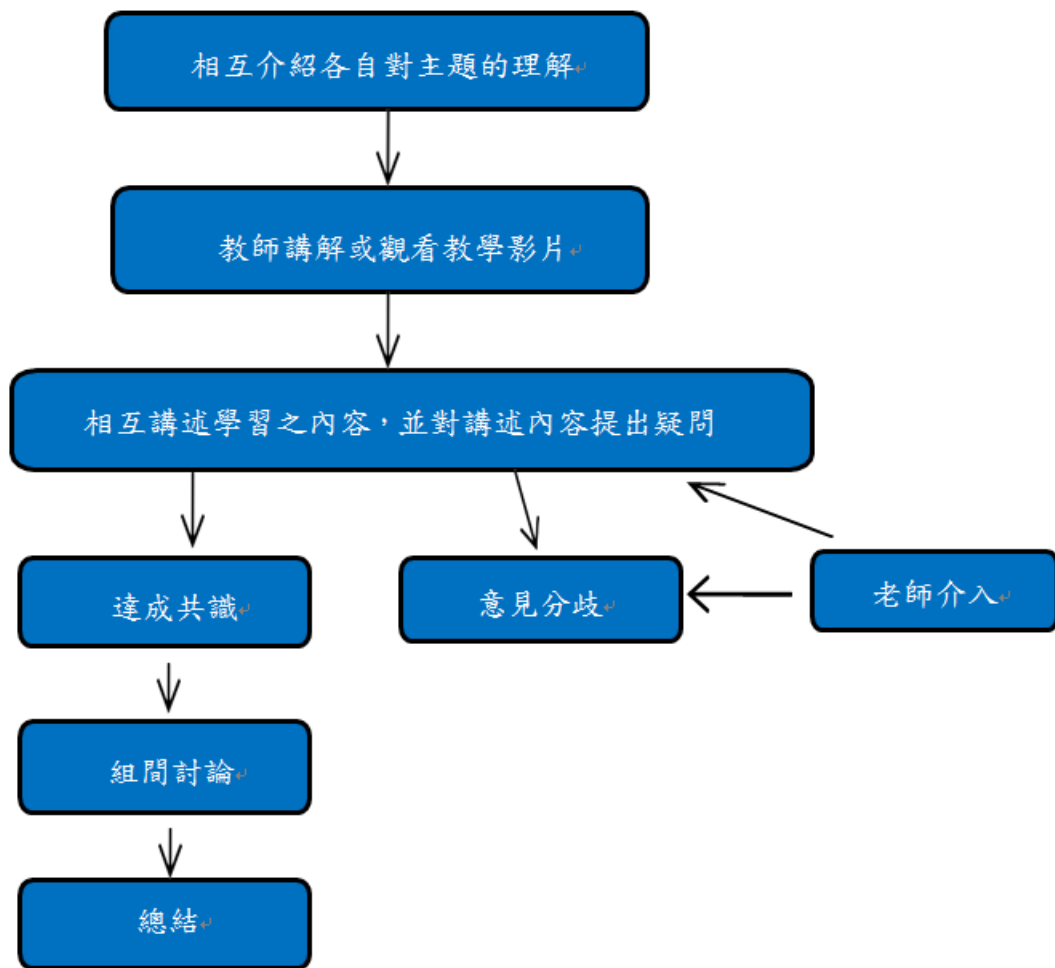 相互介紹各自對主題的理解
教師講解或觀看教學影片
相互講述學習之內容，並對講述內容提出疑問
達成共識
意見分歧
老師介入
組間討論
總結